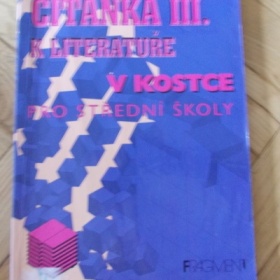 ČÍTANKA III.
K LITERATUŘE
V KOSTCE
PRO STŘEDNÍ ŠKOLY
FRAGMENT